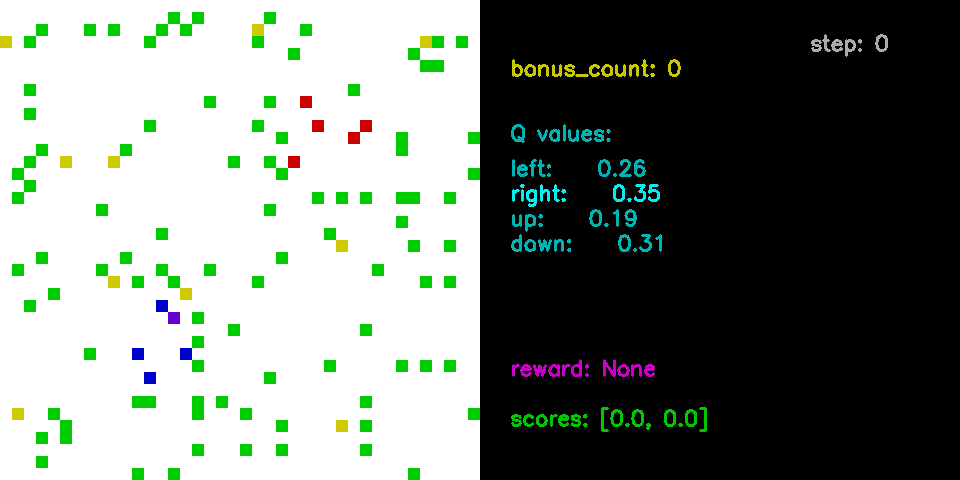 step: 0
bonus_count: 0
Q values:
left: 0.26
right: 0.35
up: 0.19
down: 0.31
reward: None
scores: [0.0, 0.0]